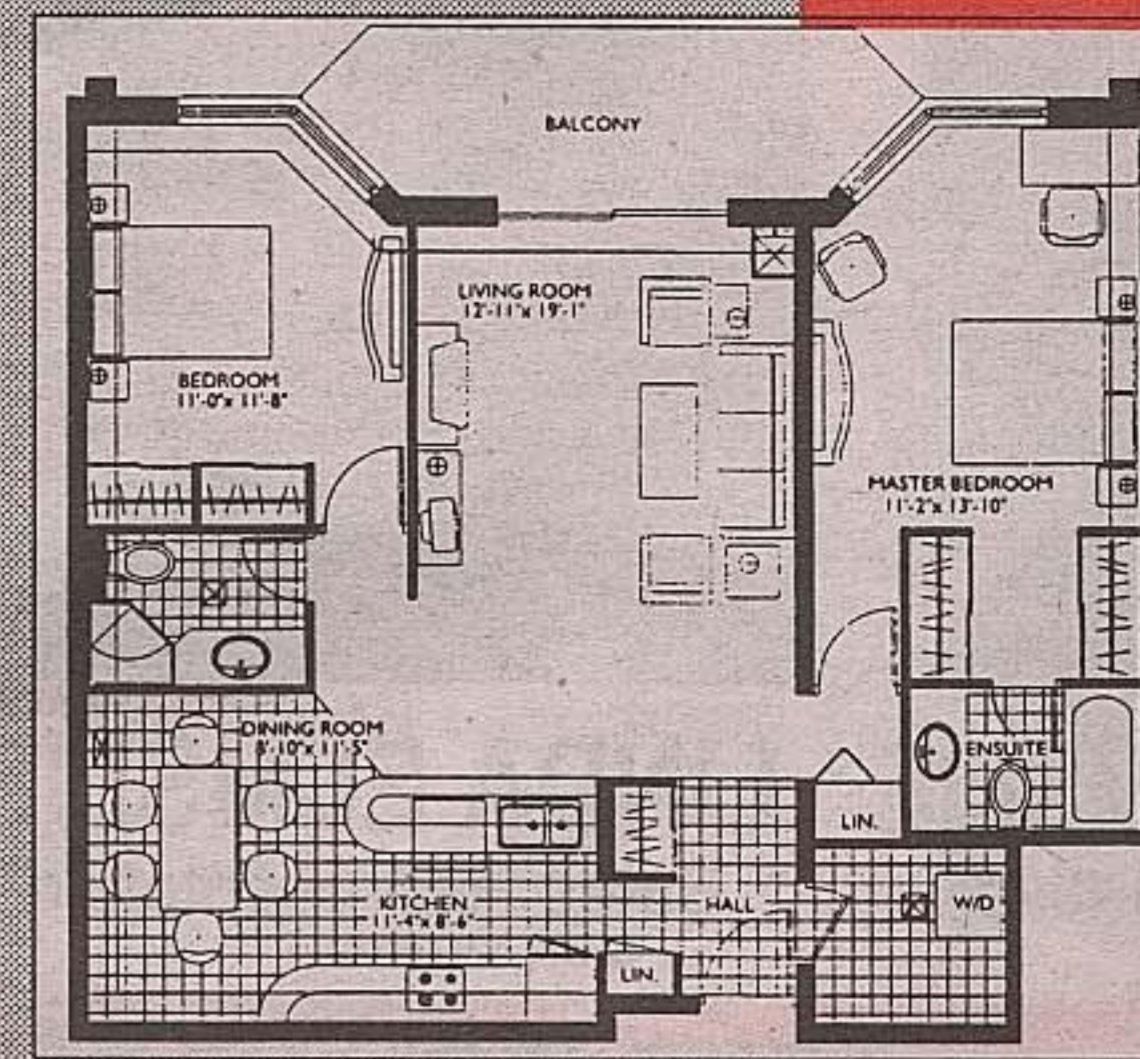 BALCONY
LIVING ROOM
12'-11"x 19'-1"
BEDROOM
11'-0"x 11'-8"
MASTER BEDROOM
11'-2"x 13'-10"
DINING ROOM
8'-10"x 11'-5"
ENSUITE
LIN.
KITCHEN
11'-4"x 8'-6"
HALL
W/D
LIN.